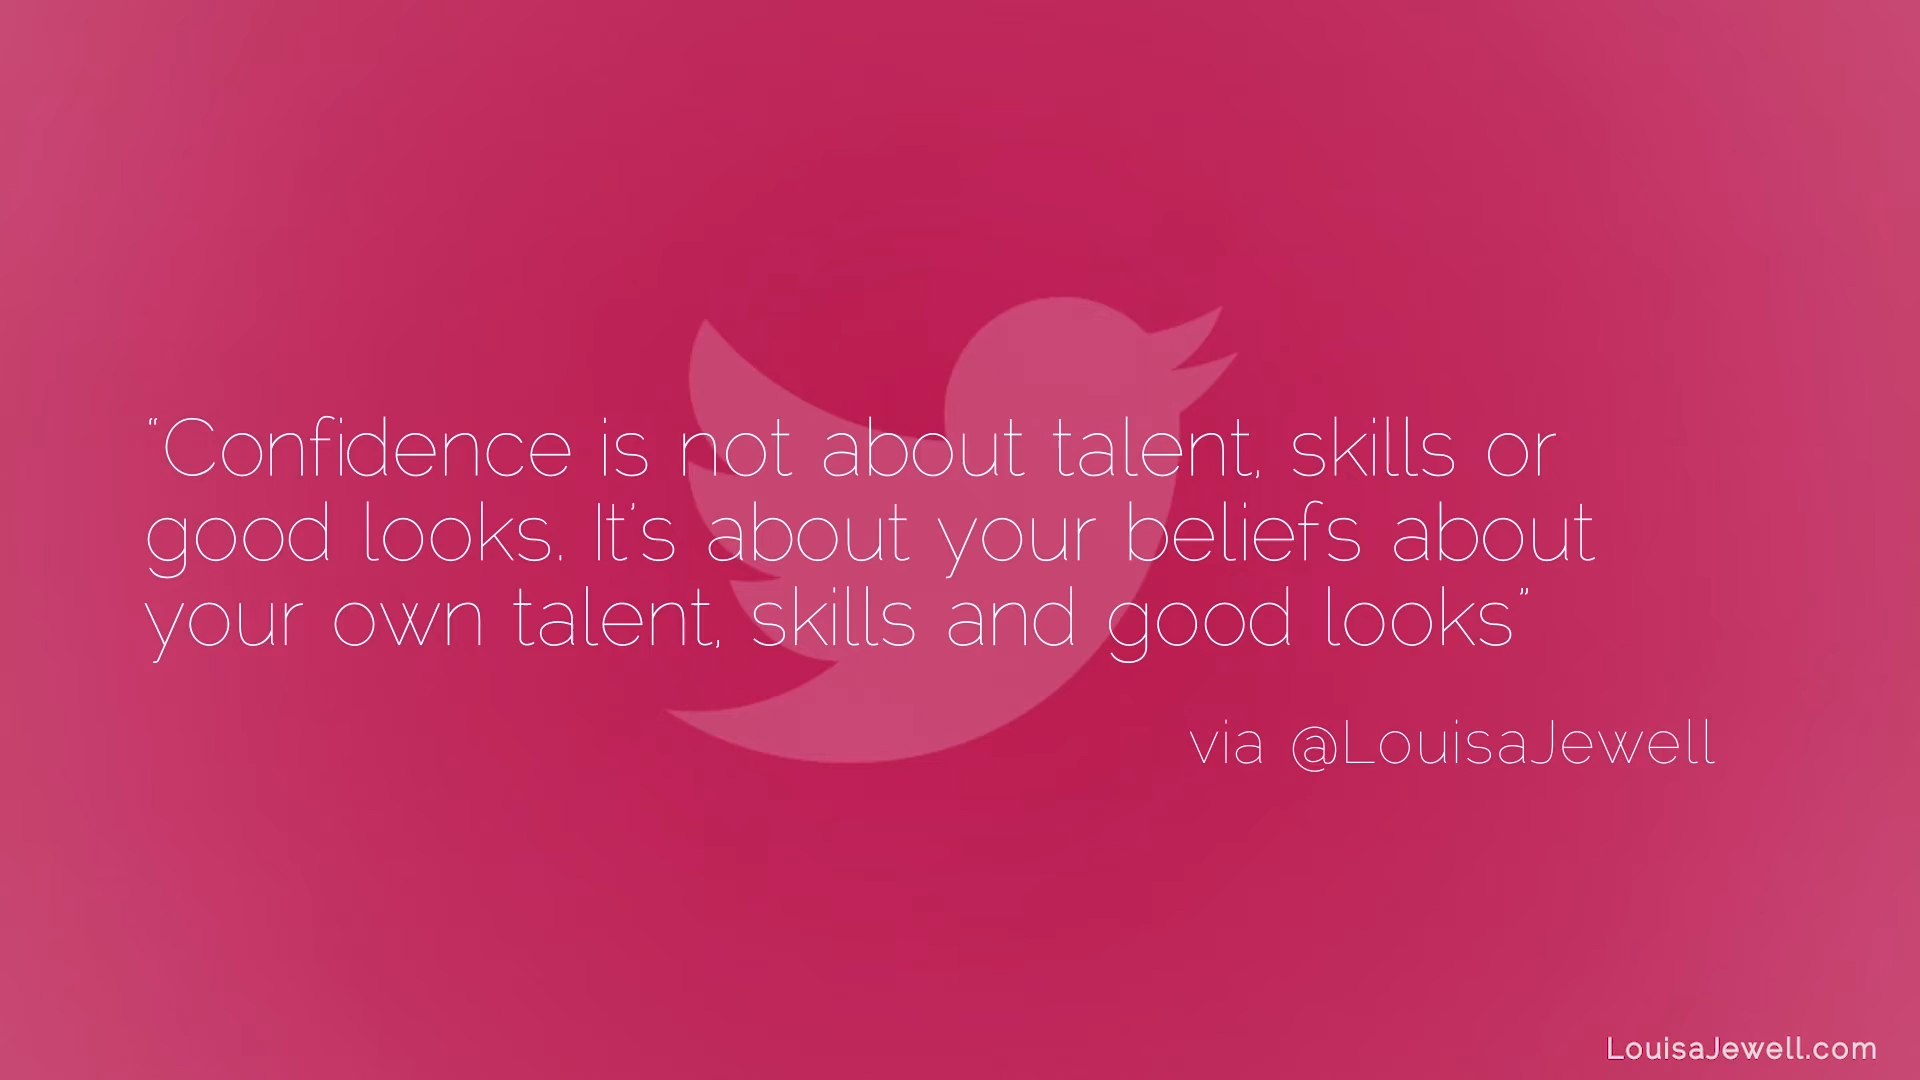 “Confidence is not about talent, skills or
good looks. It's about your beliefs about
your own talent, skills and good looks”
via @LouisaJewell
LouisaJewell.com